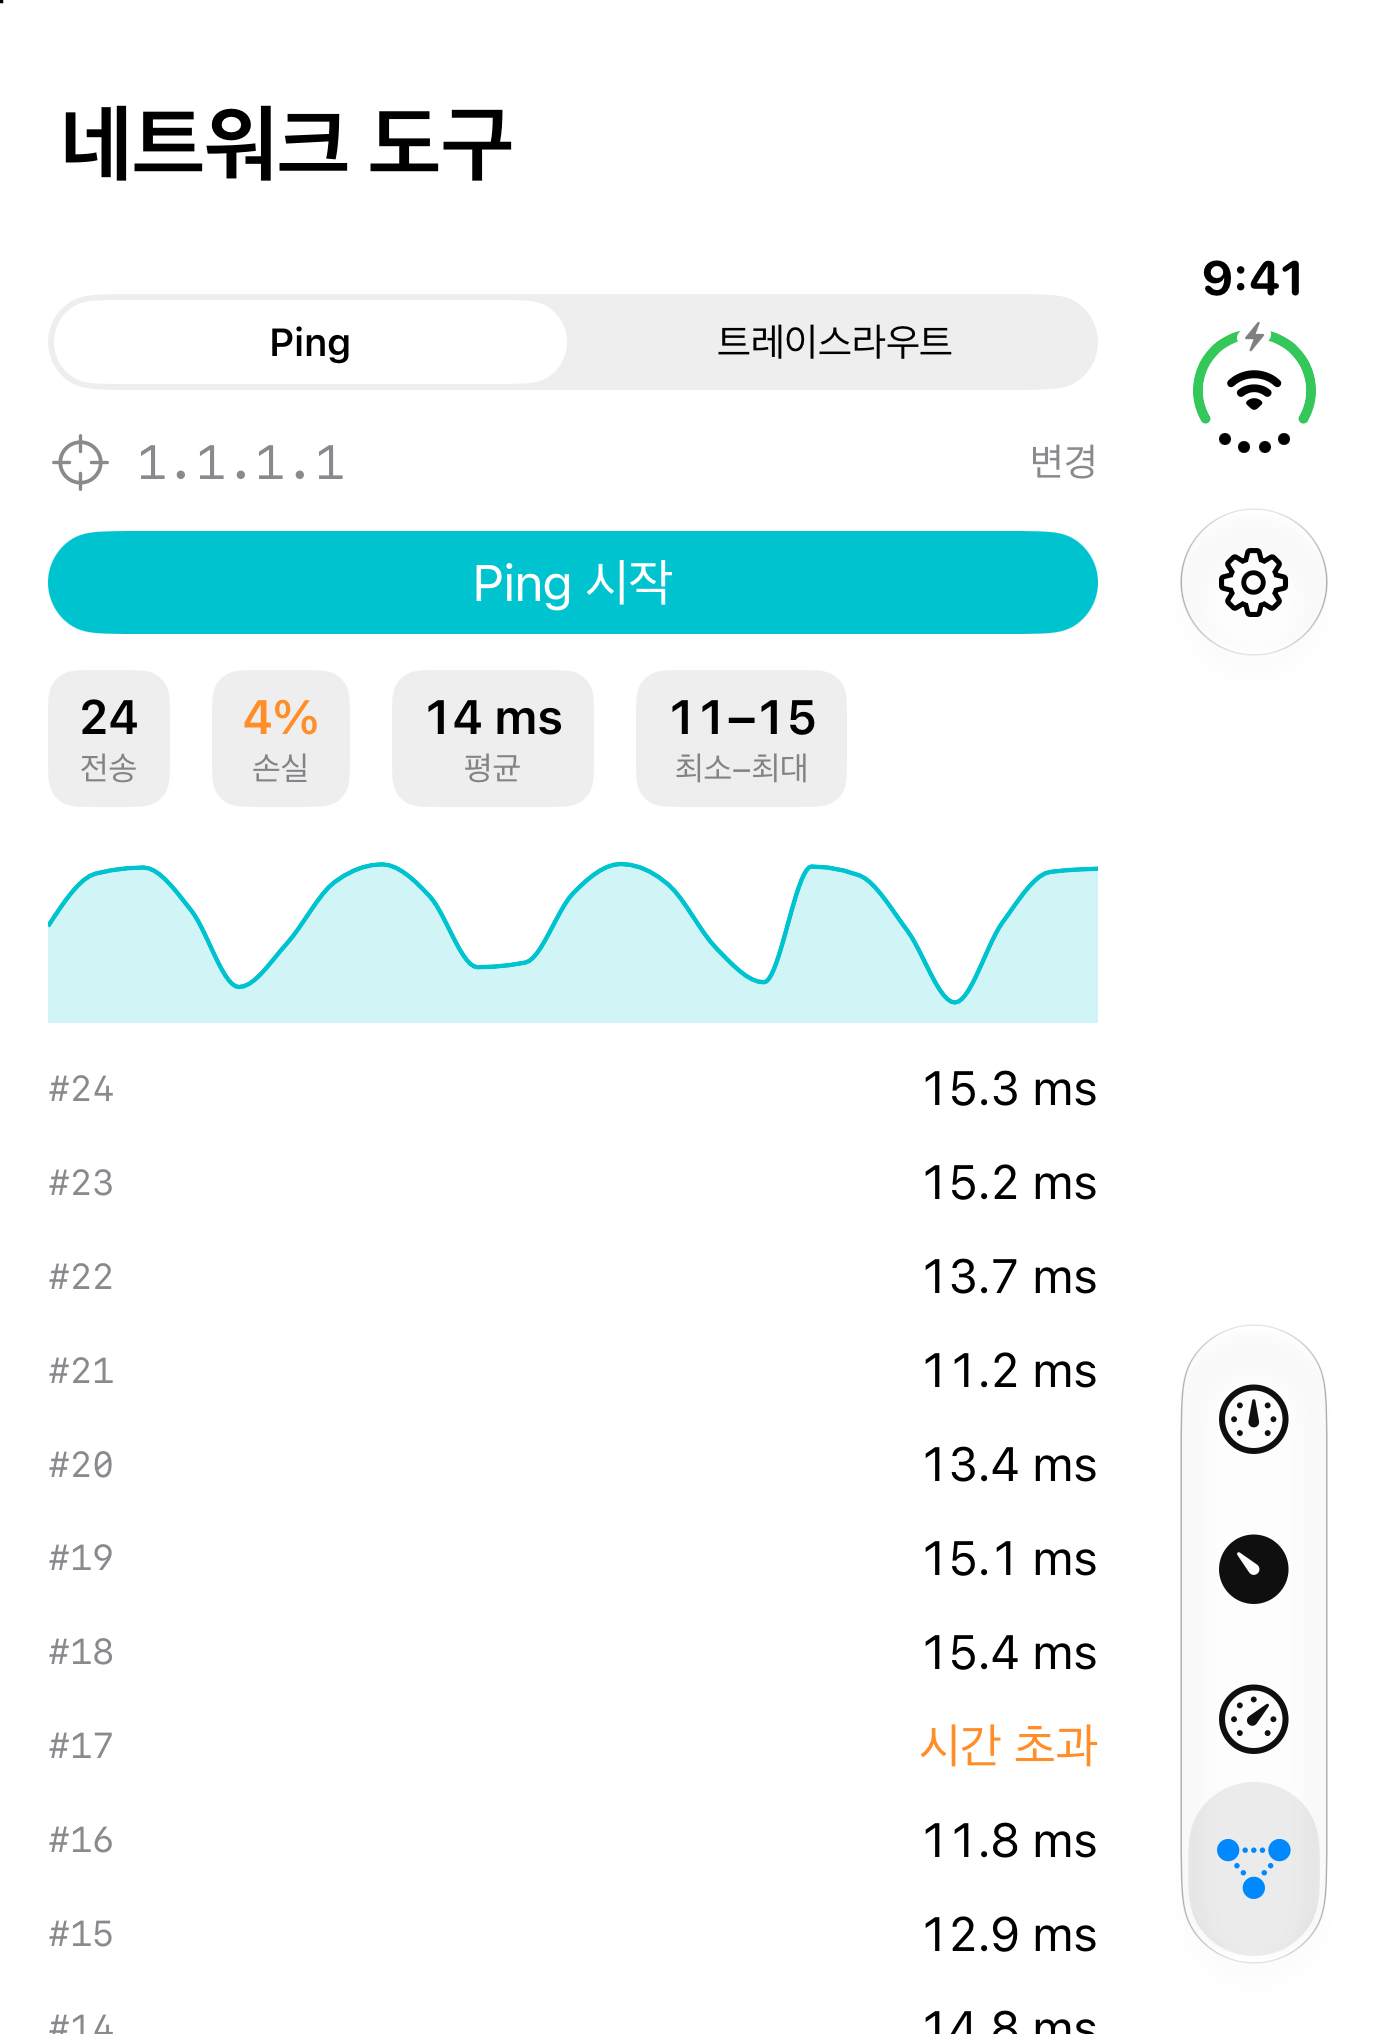 네트워크 도구
9:41
Ping
트레이스라우트
1.1.1.1
변경
Ping 시작
24
전송
4%
손실
14 ms
평균
11–15
최소–최대
#24 15.3 ms
#23 15.2 ms
#22 13.7 ms
#21 11.2 ms
#20 13.4 ms
#19 15.1 ms
#18 15.4 ms
#17 시간 초과
#16 11.8 ms
#15 12.9 ms
#14 14.8 ms